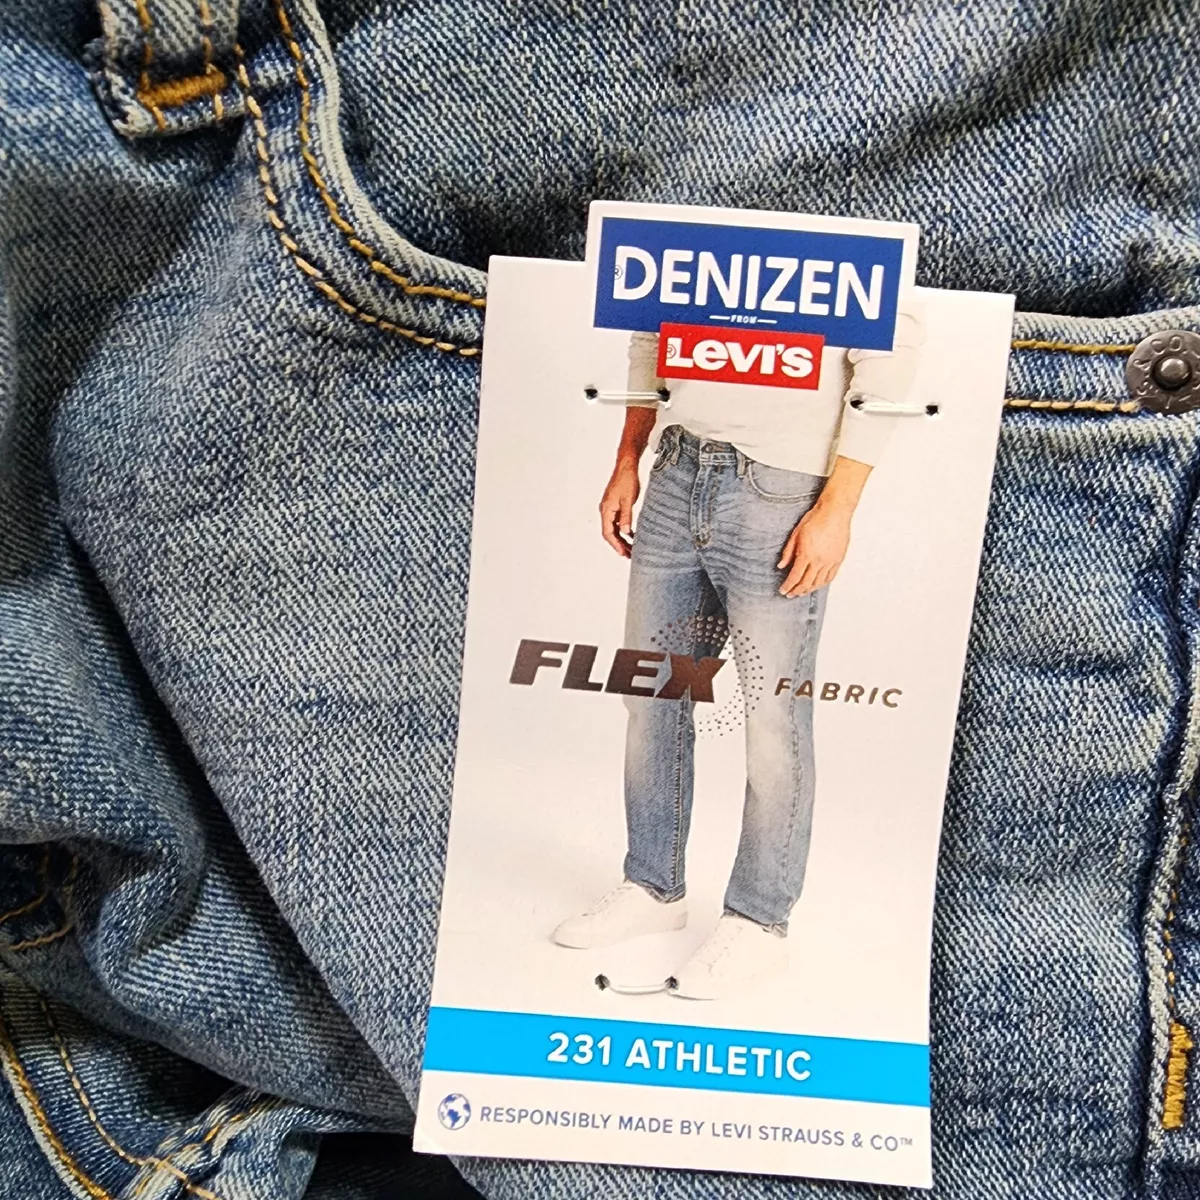 DENIZEN®
FROM
Levi's®
FLEX FABRIC
231 ATHLETIC
RESPONSIBLY MADE BY LEVI STRAUSS & CO™